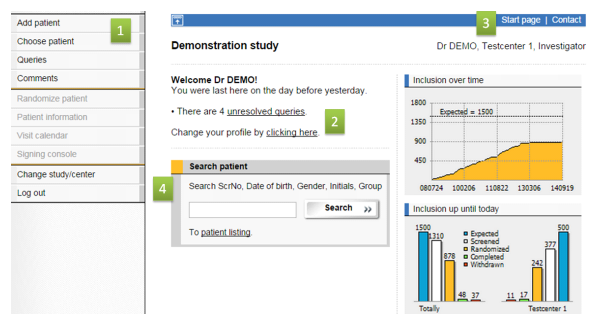 Add patient
Choose patient
Queries
Comments
Randomize patient
Patient information
Visit calendar
Signing console
Change study/center
Log out
1
3
Start page | Contact
Demonstration study
Dr DEMO, Testcenter 1, Investigator
Welcome Dr DEMO!
You were last here on the day before yesterday.
• There are 4 unresolved queries.
Change your profile by clicking here.
2
4
Search patient
Search ScrNo, Date of birth, Gender, Initials, Group
Search »
To patient listing.
Inclusion over time
1800
1350
900
450
Expected = 1500
080724 100206 110822 130306 140919
Inclusion up until today
1500
1310
878
48
37
Expected
Screened
Randomized
Completed
Withdrawn
11
17
242
377
500
Totally
Testcenter 1